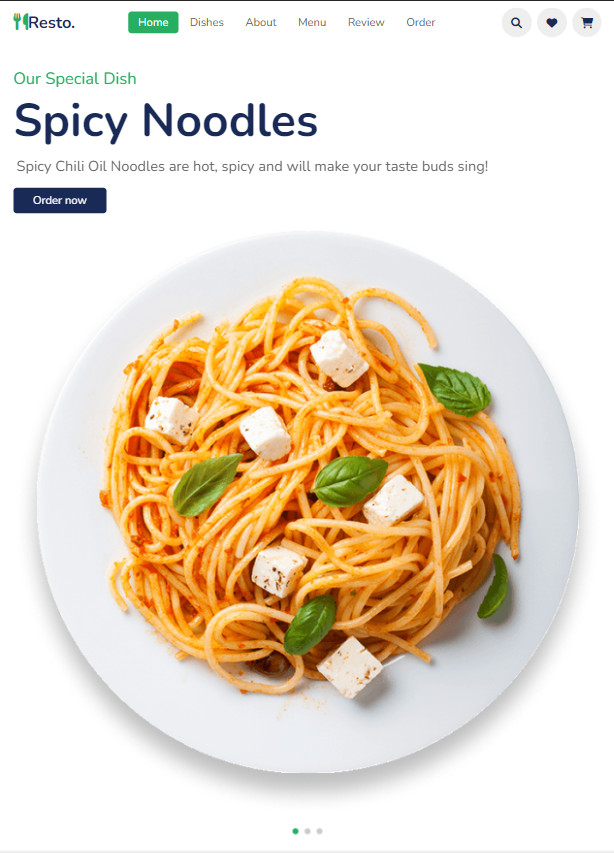 Resto.
Home Dishes About Menu Review Order
Our Special Dish
Spicy Noodles
Spicy Chili Oil Noodles are hot, spicy and will make your taste buds sing!
Order now